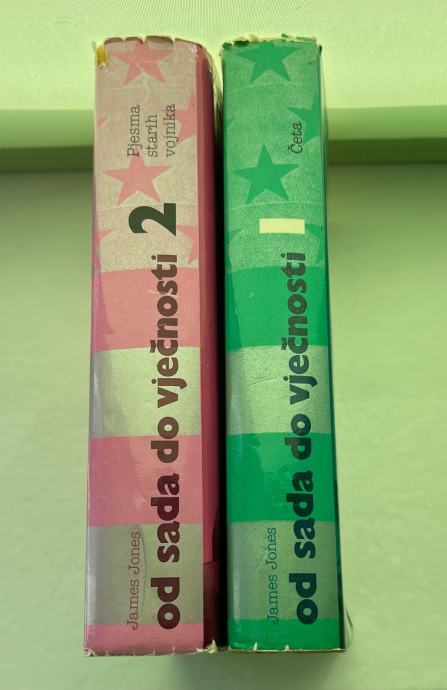 James Jones
od sada do vječnosti 2
Pjesma
starih
vojnika
James Jones
od sada do vječnosti 1
Četa